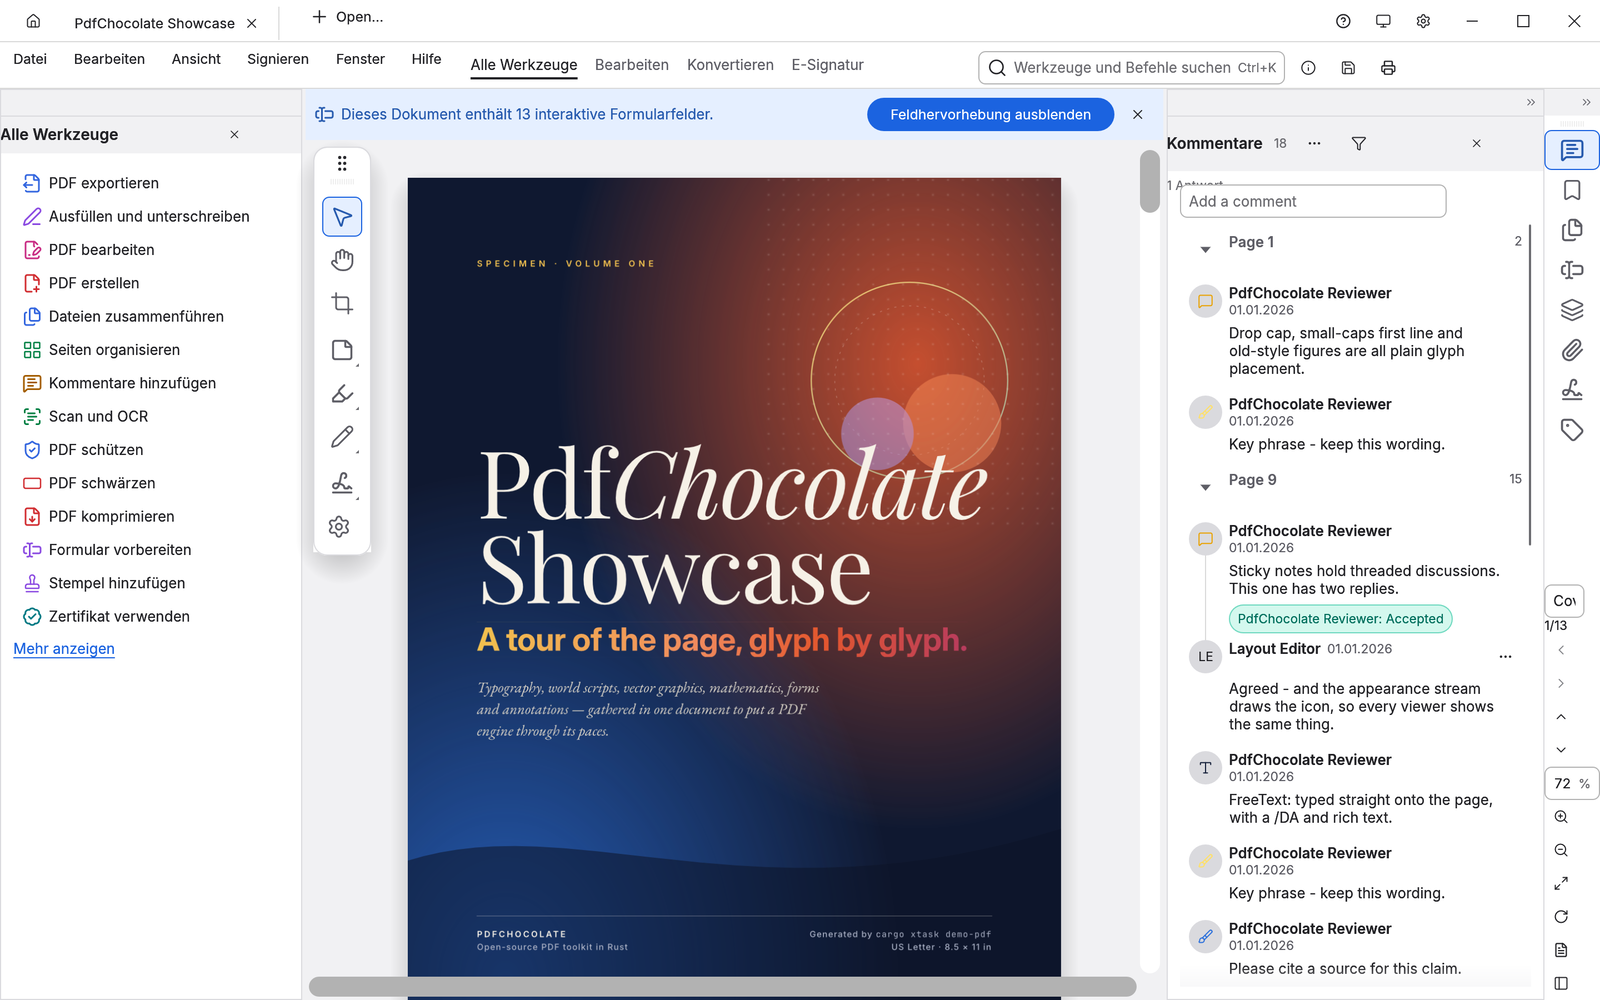 PdfChocolate Showcase
Open...
Datei
Bearbeiten
Ansicht
Signieren
Fenster
Hilfe
Alle Werkzeuge
Bearbeiten
Konvertieren
E-Signatur
Werkzeuge und Befehle suchen
Ctrl+K
Alle Werkzeuge
PDF exportieren
Ausfüllen und unterschreiben
PDF bearbeiten
PDF erstellen
Dateien zusammenführen
Seiten organisieren
Kommentare hinzufügen
Scan und OCR
PDF schützen
PDF schwärzen
PDF komprimieren
Formular vorbereiten
Stempel hinzufügen
Zertifikat verwenden
Mehr anzeigen
Dieses Dokument enthält 13 interaktive Formularfelder.
Feldhervorhebung ausblenden
SPECIMEN · VOLUME ONE
PdfChocolate
Showcase
A tour of the page, glyph by glyph.
Typography, world scripts, vector graphics, mathematics, forms
and annotations — gathered in one document to put a PDF
engine through its paces.
PDFCHOCOLATE
Open-source PDF toolkit in Rust
Generated by cargo xtask demo-pdf
US Letter · 8.5 × 11 in
Kommentare
18
1 Antwort
Add a comment
Page 1
2
PdfChocolate Reviewer
01.01.2026
Drop cap, small-caps first line and
old-style figures are all plain glyph
placement.
PdfChocolate Reviewer
01.01.2026
Key phrase - keep this wording.
Page 9
15
PdfChocolate Reviewer
01.01.2026
Sticky notes hold threaded discussions.
This one has two replies.
PdfChocolate Reviewer: Accepted
LE
Layout Editor 01.01.2026
Agreed - and the appearance stream
draws the icon, so every viewer shows
the same thing.
PdfChocolate Reviewer
01.01.2026
FreeText: typed straight onto the page,
with a /DA and rich text.
PdfChocolate Reviewer
01.01.2026
Key phrase - keep this wording.
PdfChocolate Reviewer
01.01.2026
Please cite a source for this claim.
1/13
72 %